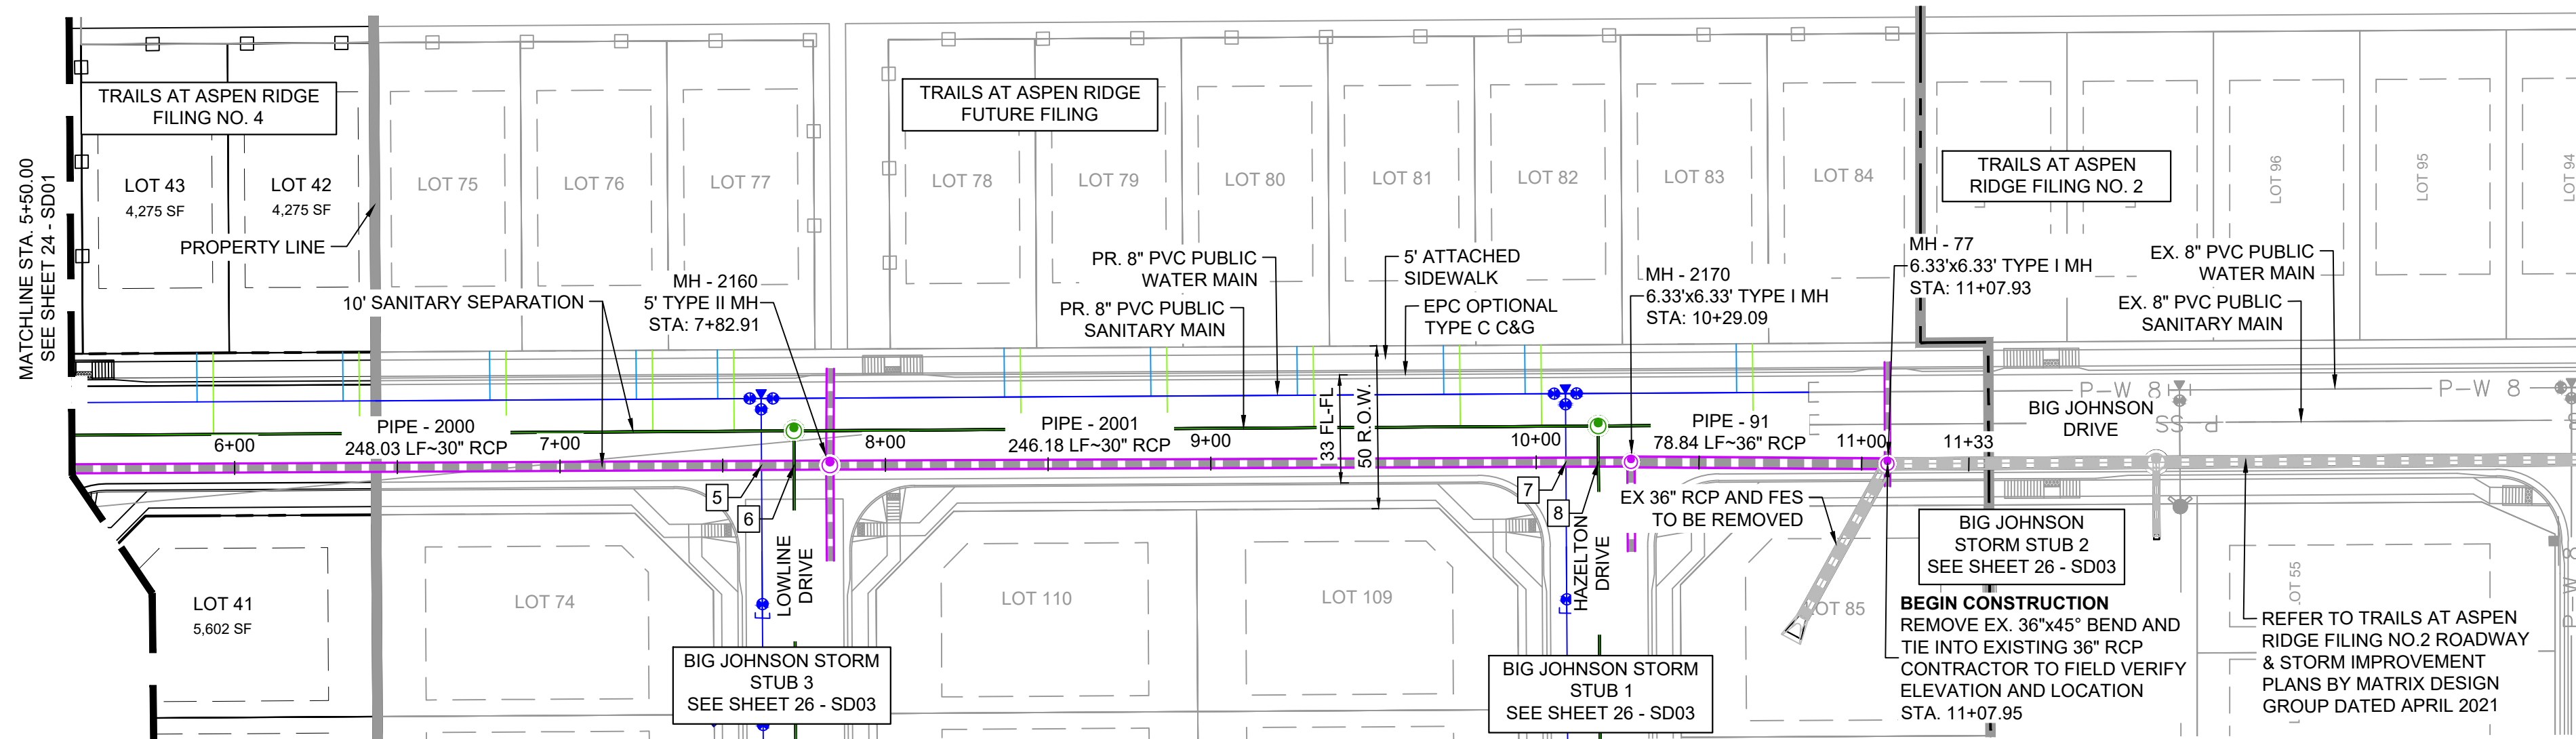 MATCHLINE STA. 5+50.00
SEE SHEET 24 - SD01
TRAILS AT ASPEN RIDGE
FILING NO. 4
LOT 43
4,275 SF
LOT 42
4,275 SF
PROPERTY LINE
LOT 75
LOT 76
LOT 77
TRAILS AT ASPEN RIDGE
FUTURE FILING
LOT 78
LOT 79
LOT 80
LOT 81
LOT 82
LOT 83
LOT 84
TRAILS AT ASPEN
RIDGE FILING NO. 2
LOT 96
LOT 95
LOT 94
10' SANITARY SEPARATION
MH - 2160
5' TYPE II MH
STA: 7+82.91
PR. 8" PVC PUBLIC
WATER MAIN
PR. 8" PVC PUBLIC
SANITARY MAIN
5' ATTACHED
SIDEWALK
EPC OPTIONAL
TYPE C C&G
MH - 2170
6.33'x6.33' TYPE I MH
STA: 10+29.09
MH - 77
6.33'x6.33' TYPE I MH
STA: 11+07.93
EX. 8" PVC PUBLIC
WATER MAIN
EX. 8" PVC PUBLIC
SANITARY MAIN
P-W 8
P-W 8
P-SS
8
BIG JOHNSON
DRIVE
6+00
PIPE - 2000
248.03 LF~30" RCP
7+00
8+00
PIPE - 2001
246.18 LF~30" RCP
9+00
33 FL-FL
50 R.O.W.
10+00
PIPE - 91
78.84 LF~36" RCP
11+00
11+33
5
6
7
8
LOWLINE
DRIVE
HAZELTON
DRIVE
EX 36" RCP AND FES
TO BE REMOVED
BIG JOHNSON
STORM STUB 2
SEE SHEET 26 - SD03
LOT 41
5,602 SF
LOT 74
LOT 110
LOT 109
LOT 85
LOT 55
P-W 8
BIG JOHNSON STORM
STUB 3
SEE SHEET 26 - SD03
BIG JOHNSON STORM
STUB 1
SEE SHEET 26 - SD03
BEGIN CONSTRUCTION
REMOVE EX. 36"x45° BEND AND
TIE INTO EXISTING 36" RCP
CONTRACTOR TO FIELD VERIFY
ELEVATION AND LOCATION
STA. 11+07.95
REFER TO TRAILS AT ASPEN
RIDGE FILING NO.2 ROADWAY
& STORM IMPROVEMENT
PLANS BY MATRIX DESIGN
GROUP DATED APRIL 2021